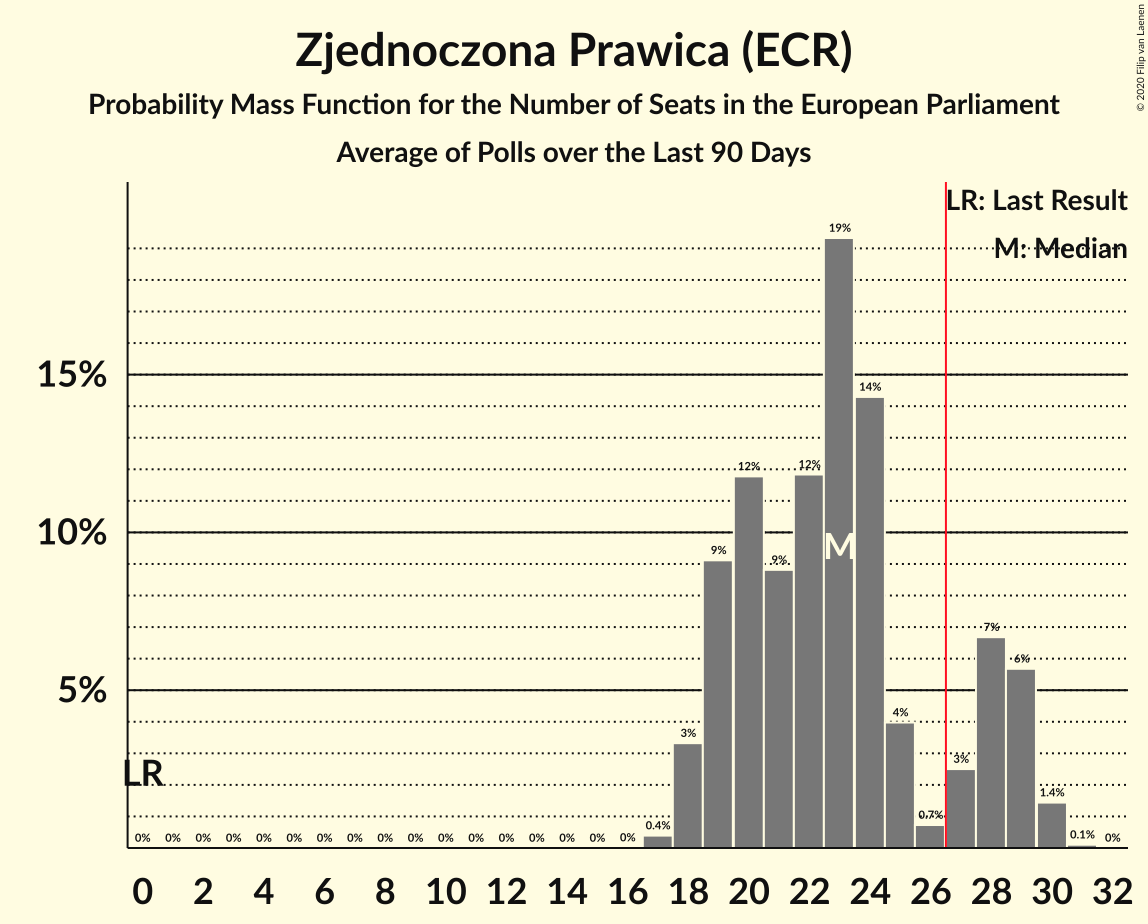 Zjednoczona Prawica (ECR)
Probability Mass Function for the Number of Seats in the European Parliament
Average of Polls over the Last 90 Days
© 2020 Filip van Laenen
LR: Last Result
M: Median
19%
15%
14%
12%
12%
10%
M
9%
9%
7%
6%
5%
4%
3%
3%
LR
1.4%
0.7%
0.4%
0.1%
0% 0% 0% 0% 0% 0% 0% 0% 0% 0% 0% 0% 0% 0% 0% 0% 0% 0%
0 2 4 6 8 10 12 14 16 18 20 22 24 26 28 30 32